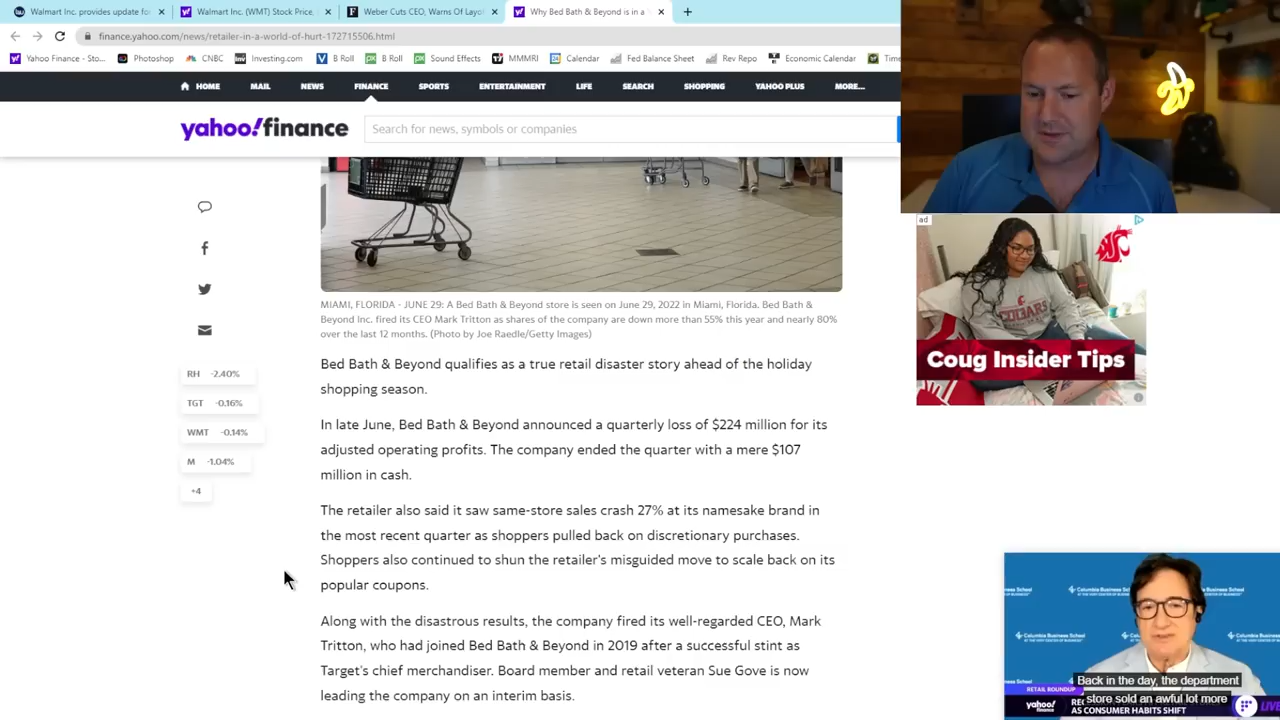 Walmart Inc. provides update for
Walmart Inc. (WMT) Stock Price,
Weber Cuts CEO, Warns Of Layof
Why Bed Bath & Beyond is in a
finance.yahoo.com/news/retailer-in-a-world-of-hurt-172715506.html
Yahoo Finance - Sto...
Photoshop
CNBC
Investing.com
B Roll
B Roll
Sound Effects
MMMRI
Calendar
Fed Balance Sheet
Rev Repo
Economic Calendar
HOME
MAIL
NEWS
FINANCE
SPORTS
ENTERTAINMENT
LIFE
SEARCH
SHOPPING
YAHOO PLUS
MORE...
yahoo!finance
Search for news, symbols or companies
MIAMI, FLORIDA - JUNE 29: A Bed Bath & Beyond store is seen on June 29, 2022 in Miami, Florida. Bed Bath &
Beyond Inc. fired its CEO Mark Tritton as shares of the company are down more than 55% this year and nearly 80%
over the last 12 months. (Photo by Joe Raedle/Getty Images)
RH -2.40%
TGT -0.16%
WMT -0.14%
M -1.04%
+4
Bed Bath & Beyond qualifies as a true retail disaster story ahead of the holiday
shopping season.
In late June, Bed Bath & Beyond announced a quarterly loss of $224 million for its
adjusted operating profits. The company ended the quarter with a mere $107
million in cash.
The retailer also said it saw same-store sales crash 27% at its namesake brand in
the most recent quarter as shoppers pulled back on discretionary purchases.
Shoppers also continued to shun the retailer's misguided move to scale back on its
popular coupons.
Along with the disastrous results, the company fired its well-regarded CEO, Mark
Tritton, who had joined Bed Bath & Beyond in 2019 after a successful stint as
Target's chief merchandiser. Board member and retail veteran Sue Gove is now
leading the company on an interim basis.
ad
COUGARS
Coug Insider Tips
Columbia Business School
Columbia Business School
Back in the day, the department
store sold an awful lot more
RETAIL ROUNDUP
yahoo!
finance
AS CONSUMER HABITS SHIFT